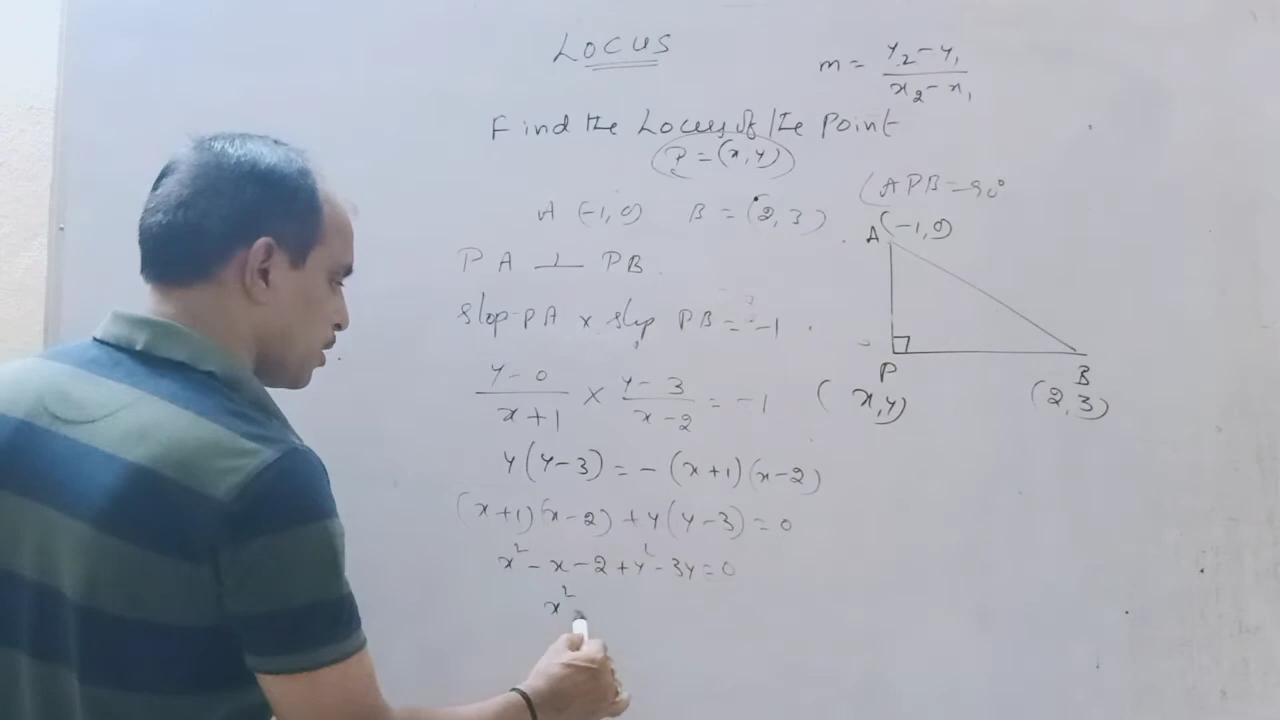 LOCUS
m = y₂ - y₁ / x₂ - x₁
Find the Locus of the Point
P = (x, y)
∠APB = 90°
A (-1, 0) B = (2, 3)
A (-1, 0)
PA ⊥ PB.
slop PA × slop PB = -1
y - 0 / x + 1 × y - 3 / x - 2 = -1
P
B
(x, y)
(2, 3)
y(y-3) = -(x+1)(x-2)
(x+1)(x-2) + y(y-3) = 0
x² - x - 2 + y² - 3y = 0
x²